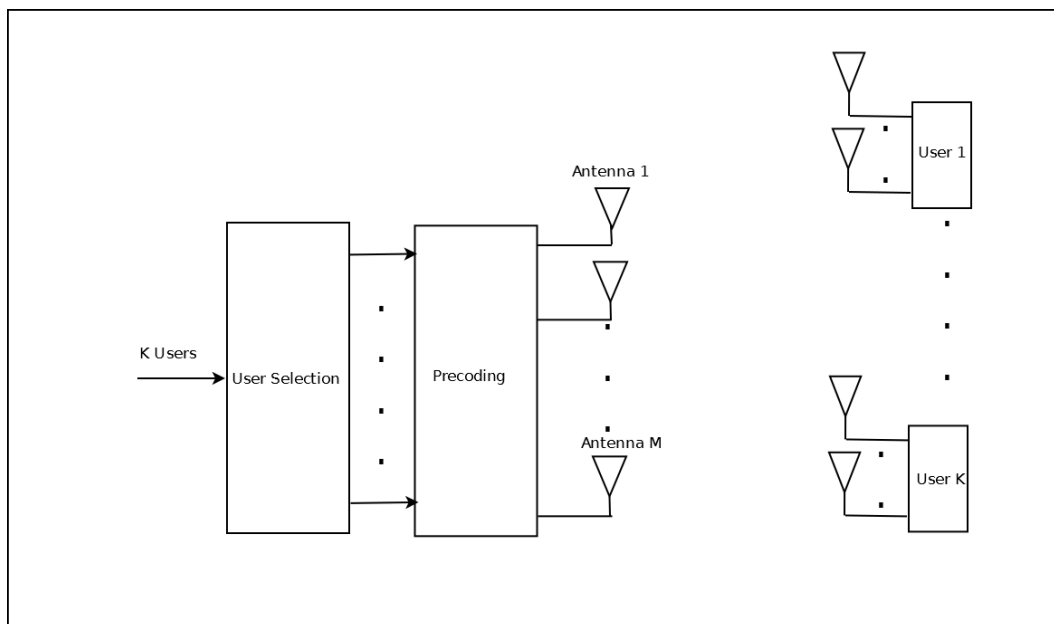 K Users
User Selection
Precoding
Antenna 1
Antenna M
User 1
User K